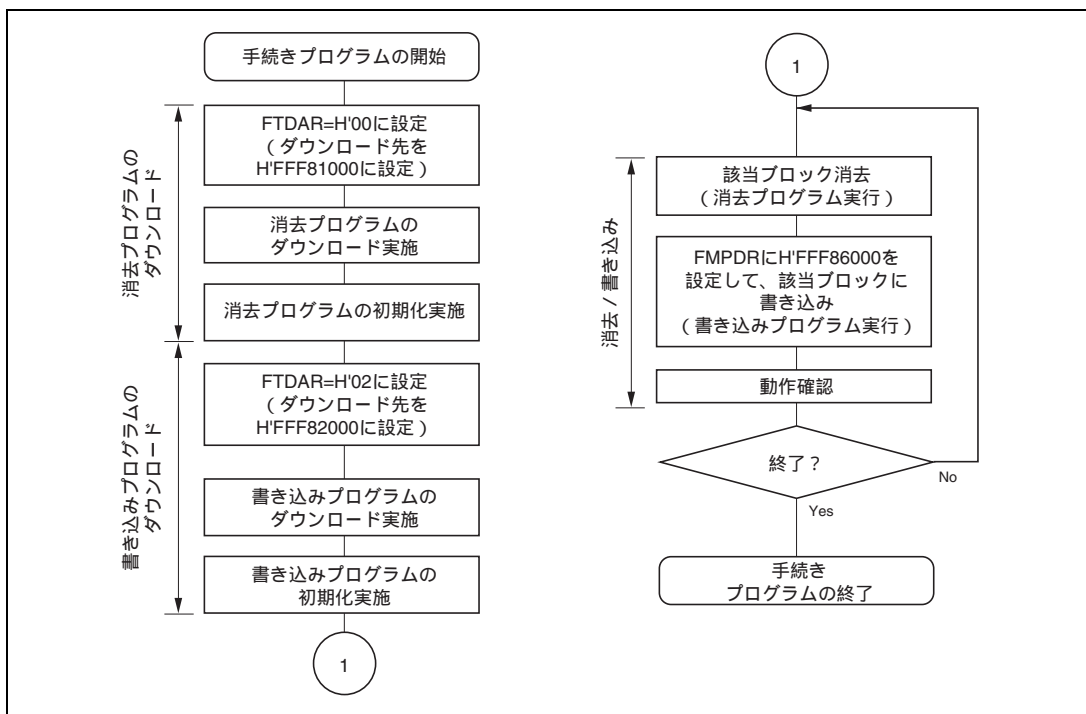 手続きプログラムの開始
消去プログラムの
ダウンロード
FTDAR=H'00に設定
（ダウンロード先を
H'FFF81000に設定）
消去プログラムの
ダウンロード実施
消去プログラムの初期化実施
書き込みプログラムの
ダウンロード
FTDAR=H'02に設定
（ダウンロード先を
H'FFF82000に設定）
書き込みプログラムの
ダウンロード実施
書き込みプログラムの
初期化実施
1
1
消去 / 書き込み
該当ブロック消去
（消去プログラム実行）
FMPDRにH'FFF86000を
設定して、該当ブロックに
書き込み
（書き込みプログラム実行）
動作確認
終了？
No
Yes
手続き
プログラムの終了